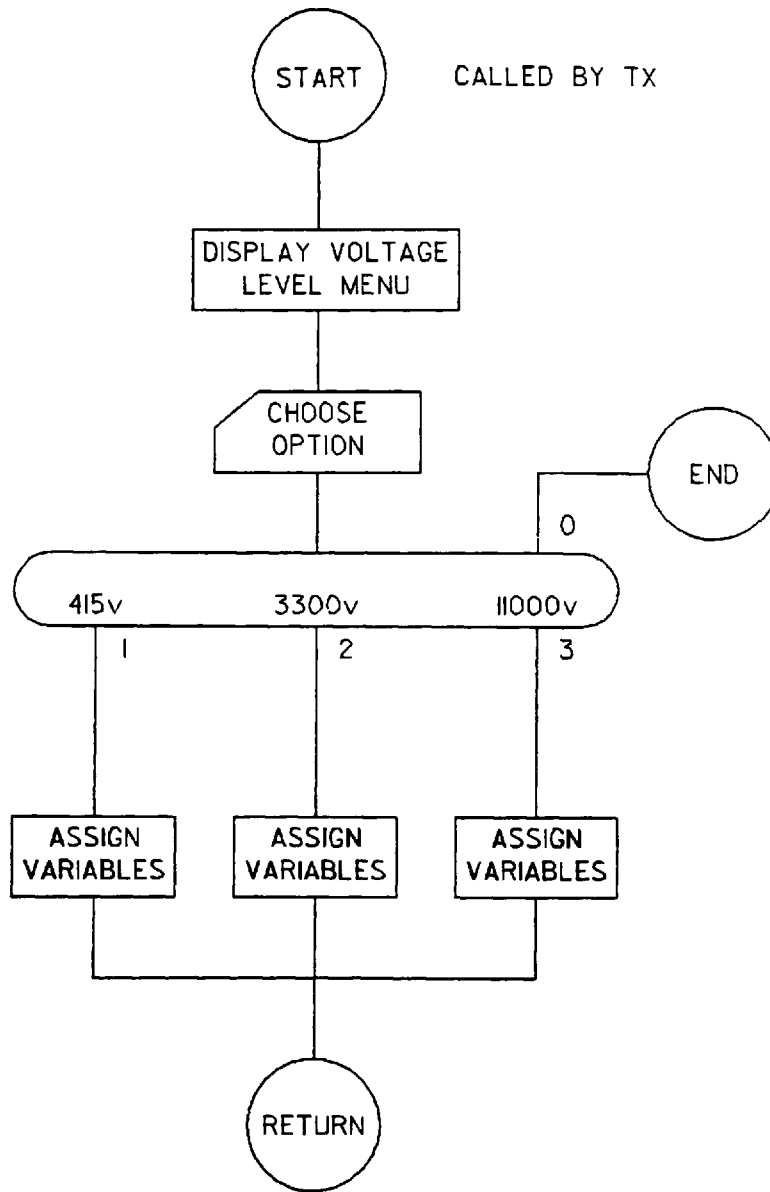 START
CALLED BY TX
DISPLAY VOLTAGE
LEVEL MENU
CHOOSE
OPTION
END
0
415v
3300v
11000v
1
2
3
ASSIGN
VARIABLES
ASSIGN
VARIABLES
ASSIGN
VARIABLES
RETURN